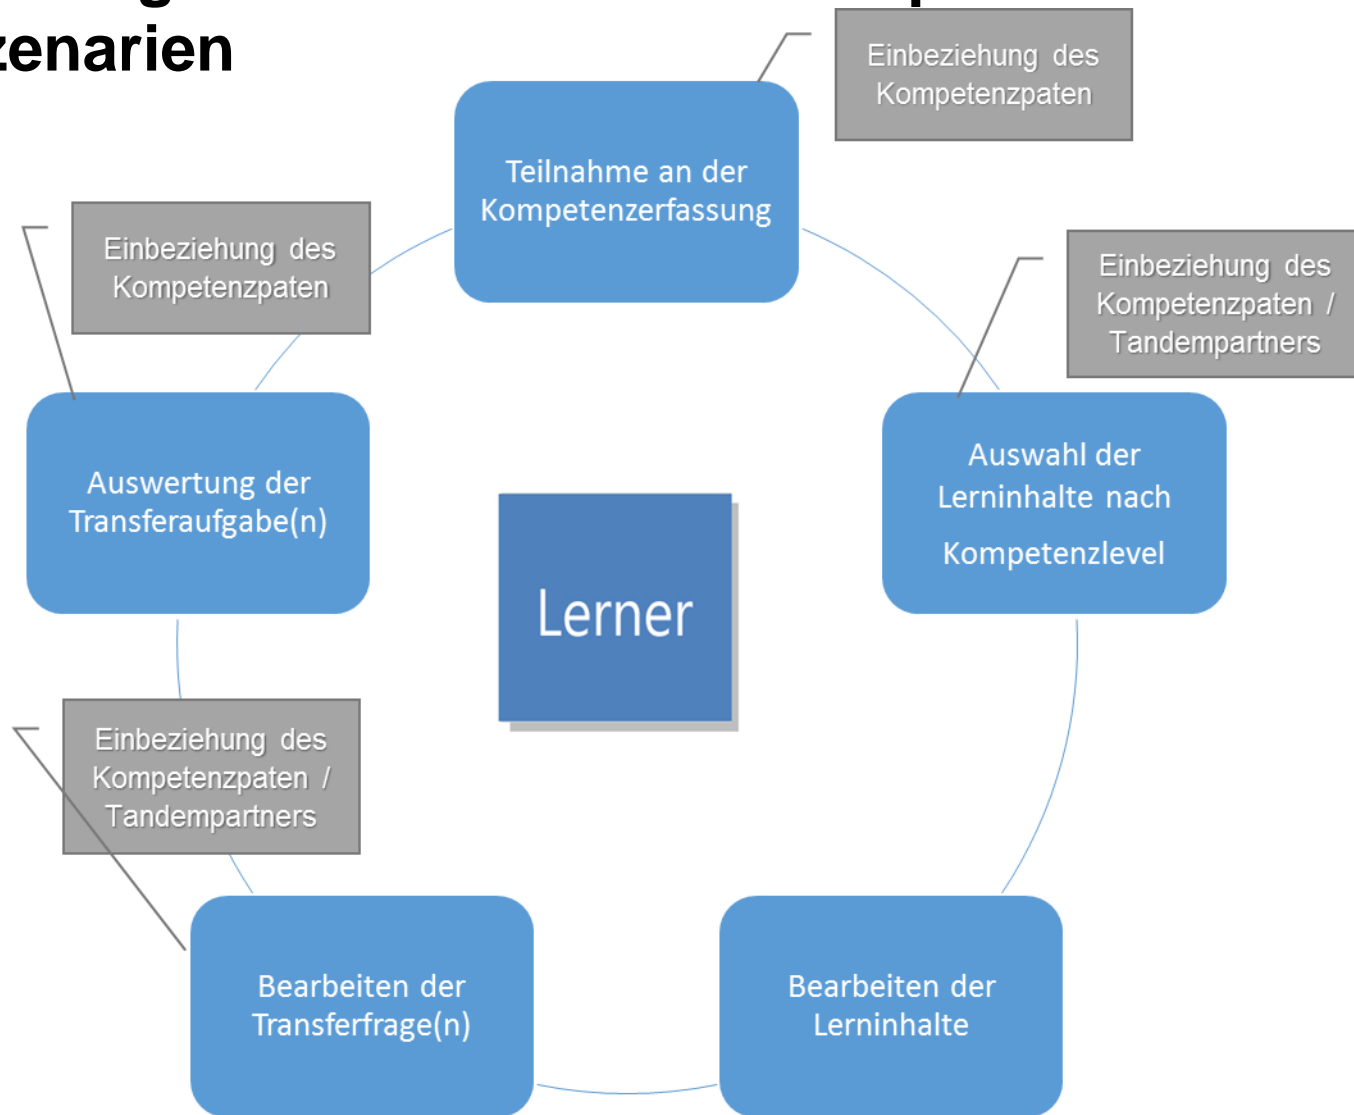 zenarien
Einbeziehung des
Kompetenzpaten
Teilnahme an der
Kompetenzerfassung
Einbeziehung des
Kompetenzpaten
Einbeziehung des
Kompetenzpaten /
Tandempartners
Auswertung der
Transferaufgabe(n)
Auswahl der
Lerninhalte nach
Kompetenzlevel
Lerner
Einbeziehung des
Kompetenzpaten /
Tandempartners
Bearbeiten der
Transferfrage(n)
Bearbeiten der
Lerninhalte